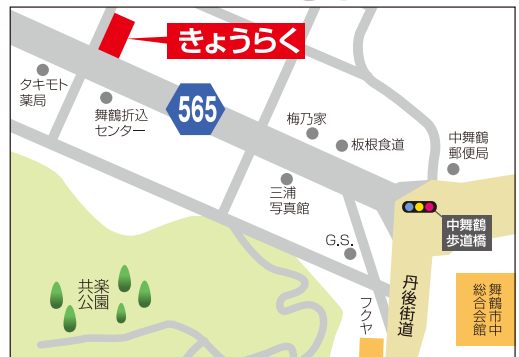 きょうらく
タキモト
薬局
舞鶴折込
センター
565
梅乃家
板根食道
中舞鶴
郵便局
三浦
写真館
G.S.
中舞鶴
歩道橋
共楽
公園
フクヤ
丹後街道
舞鶴市中
総合会館